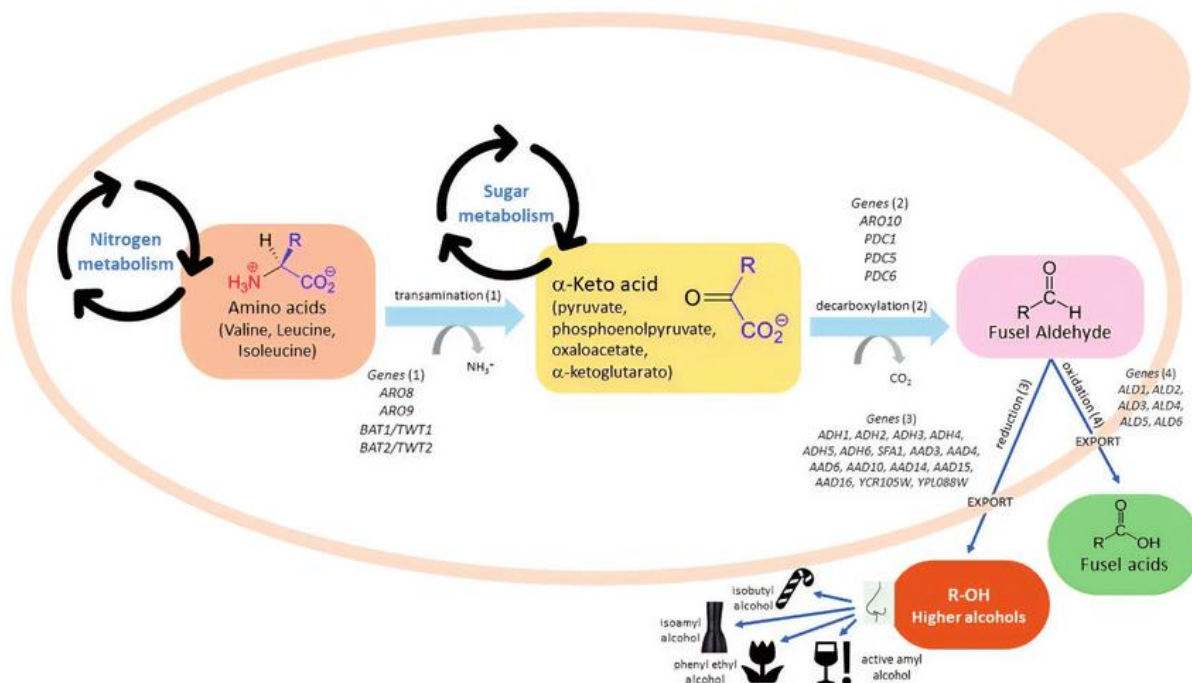 Nitrogen
metabolism
H
R
H₃N⊕
CO₂⊖
Amino acids
(Valine, Leucine,
Isoleucine)
transamination (1)
NH₃⁺
Genes (1)
ARO8
ARO9
BAT1/TWT1
BAT2/TWT2
Sugar
metabolism
α-Keto acid
(pyruvate,
phosphoenolpyruvate,
oxaloacetate,
α-ketoglutarato)
R
O
CO₂⊖
Genes (2)
ARO10
PDC1
PDC5
PDC6
decarboxylation (2)
CO₂
O
R
H
Fusel Aldehyde
Genes (3)
ADH1, ADH2, ADH3, ADH4,
ADH5, ADH6, SFA1, AAD3, AAD4,
AAD6, AAD10, AAD14, AAD15,
AAD16, YCR105W, YPL088W
reduction (3)
EXPORT
oxidation (4)
EXPORT
Genes (4)
ALD1, ALD2,
ALD3, ALD4,
ALD5, ALD6
O
R
C
OH
Fusel acids
R-OH
Higher alcohols
isobutyl
alcohol
isoamyl
alcohol
phenyl ethyl
alcohol
active amyl
alcohol